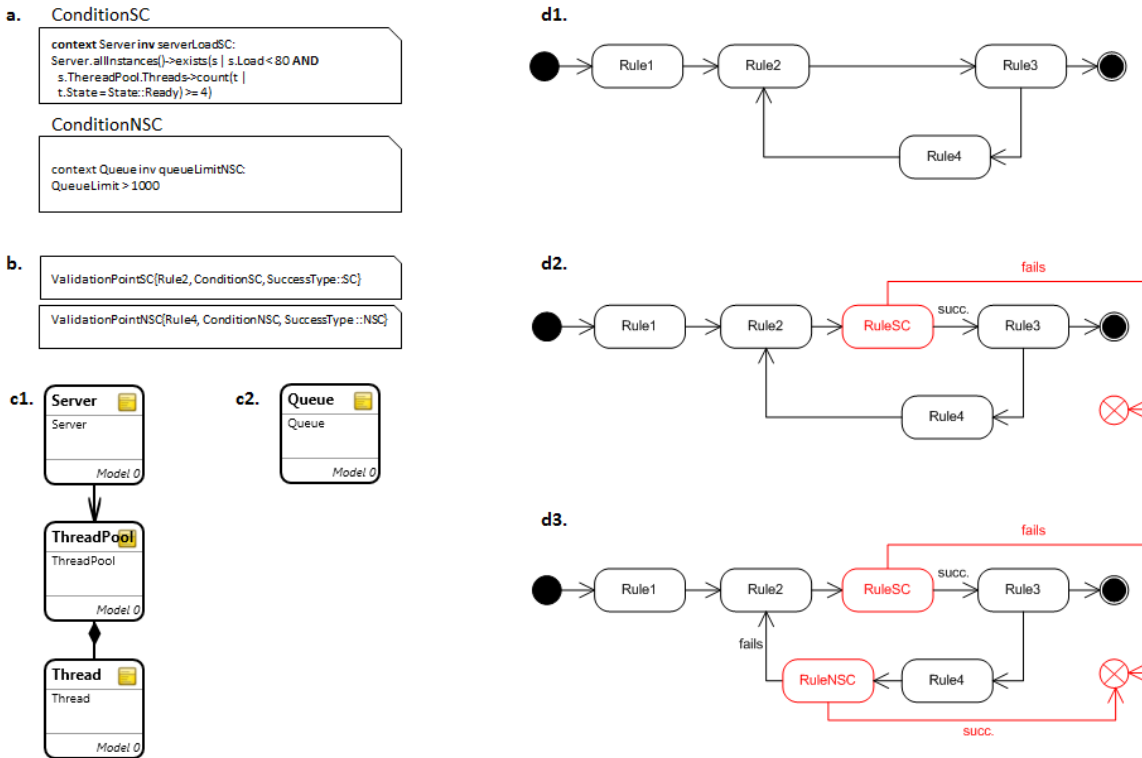 a.
ConditionSC
context Server inv serverLoadSC:
Server.allInstances()->exists(s | s.Load < 80 AND
s.ThereadPool.Threads->count(t |
t.State = State::Ready) >= 4)
ConditionNSC
context Queue inv queueLimitNSC:
QueueLimit > 1000
b.
ValidationPointSC{Rule2, ConditionSC, SuccessType::SC}
ValidationPointNSC{Rule4, ConditionNSC, SuccessType::NSC}
c1.
Server
Server
Model 0
ThreadPool
ThreadPool
Model 0
Thread
Thread
Model 0
c2.
Queue
Queue
Model 0
d1.
Rule1
Rule2
Rule3
Rule4
d2.
fails
Rule1
Rule2
RuleSC
succ.
Rule3
Rule4
d3.
fails
Rule1
Rule2
RuleSC
succ.
Rule3
fails
RuleNSC
Rule4
succ.